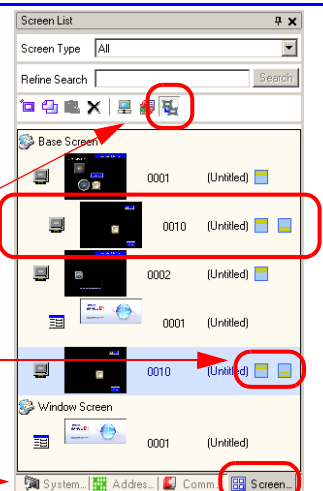 Screen List
Screen Type All
Refine Search Search
Base Screen
0001 (Untitled)
0010 (Untitled)
0002 (Untitled)
0001 (Untitled)
0010 (Untitled)
Window Screen
0001 (Untitled)
System... Addres... Comm... Screen...